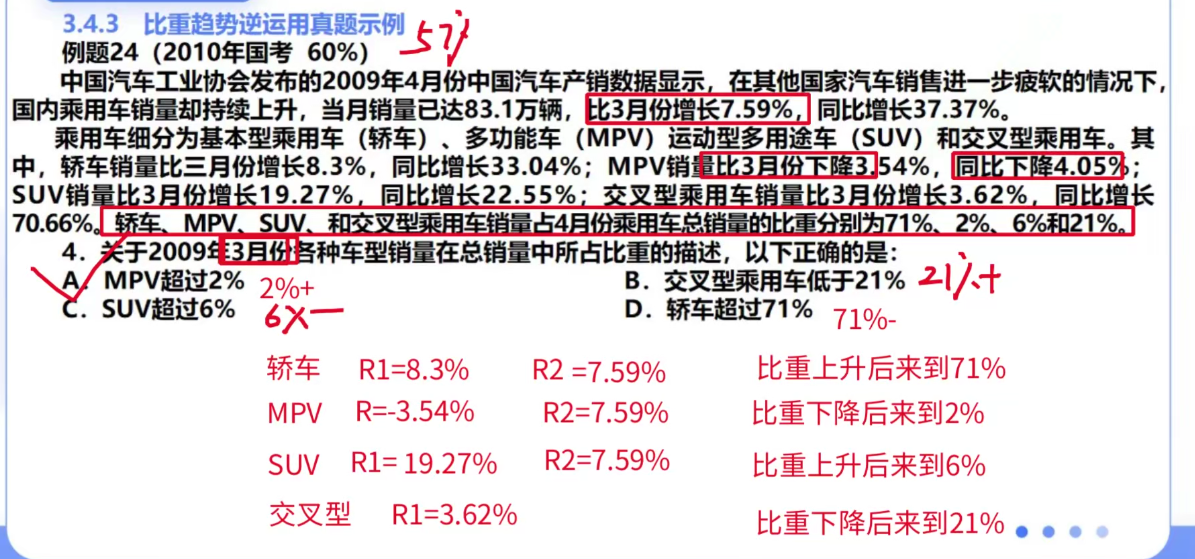 3.4.3 比重趋势逆运用真题示例
例题24（2010年国考 60%） 57%
中国汽车工业协会发布的2009年4月份中国汽车产销数据显示，在其他国家汽车销售进一步疲软的情况下，
国内乘用车销量却持续上升，当月销量已达83.1万辆，比3月份增长7.59%，同比增长37.37%。
乘用车细分为基本型乘用车（轿车）、多功能车（MPV）运动型多用途车（SUV）和交叉型乘用车。其
中，轿车销量比三月份增长8.3%，同比增长33.04%；MPV销量比3月份下降3.54%，同比下降4.05%；
SUV销量比3月份增长19.27%，同比增长22.55%；交叉型乘用车销量比3月份增长3.62%，同比增长
70.66%。轿车、MPV、SUV、和交叉型乘用车销量占4月份乘用车总销量的比重分别为71%、2%、6%和21%。
4．关于2009年3月份各种车型销量在总销量中所占比重的描述，以下正确的是：
A．MPV超过2% 2%+ B．交叉型乘用车低于21% 21%+
C．SUV超过6% 6%- D．轿车超过71% 71%-
轿车 R1=8.3% R2 =7.59% 比重上升后来到71%
MPV R=-3.54% R2=7.59% 比重下降后来到2%
SUV R1= 19.27% R2=7.59% 比重上升后来到6%
交叉型 R1=3.62% 比重下降后来到21%